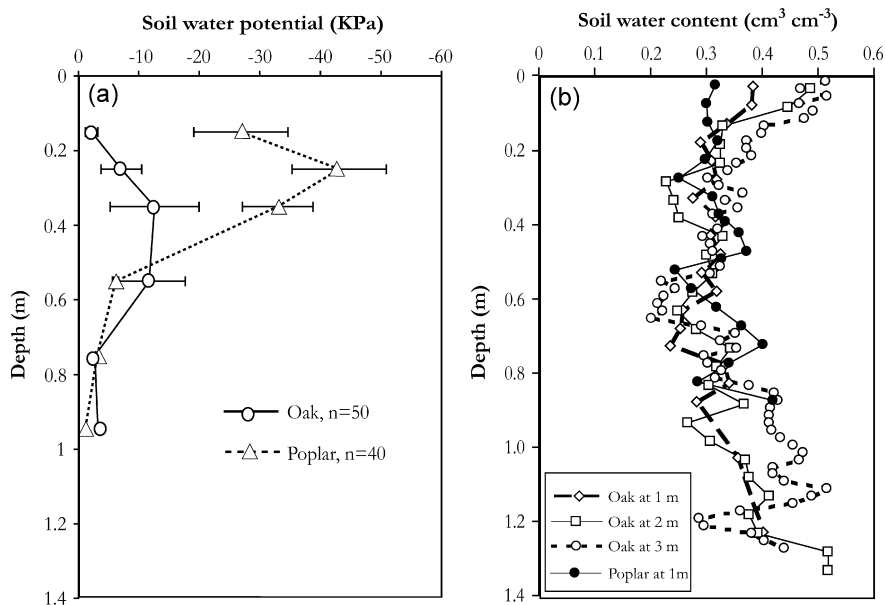 Soil water potential (KPa)
0 -10 -20 -30 -40 -50 -60
Depth (m)
0
0.2
0.4
0.6
0.8
1
1.2
1.4
(a)
Oak, n=50
Poplar, n=40
Soil water content (cm³ cm⁻³)
0 0.1 0.2 0.3 0.4 0.5 0.6
Depth (m)
0
0.2
0.4
0.6
0.8
1.0
1.2
1.4
(b)
Oak at 1 m
Oak at 2 m
Oak at 3 m
Poplar at 1m